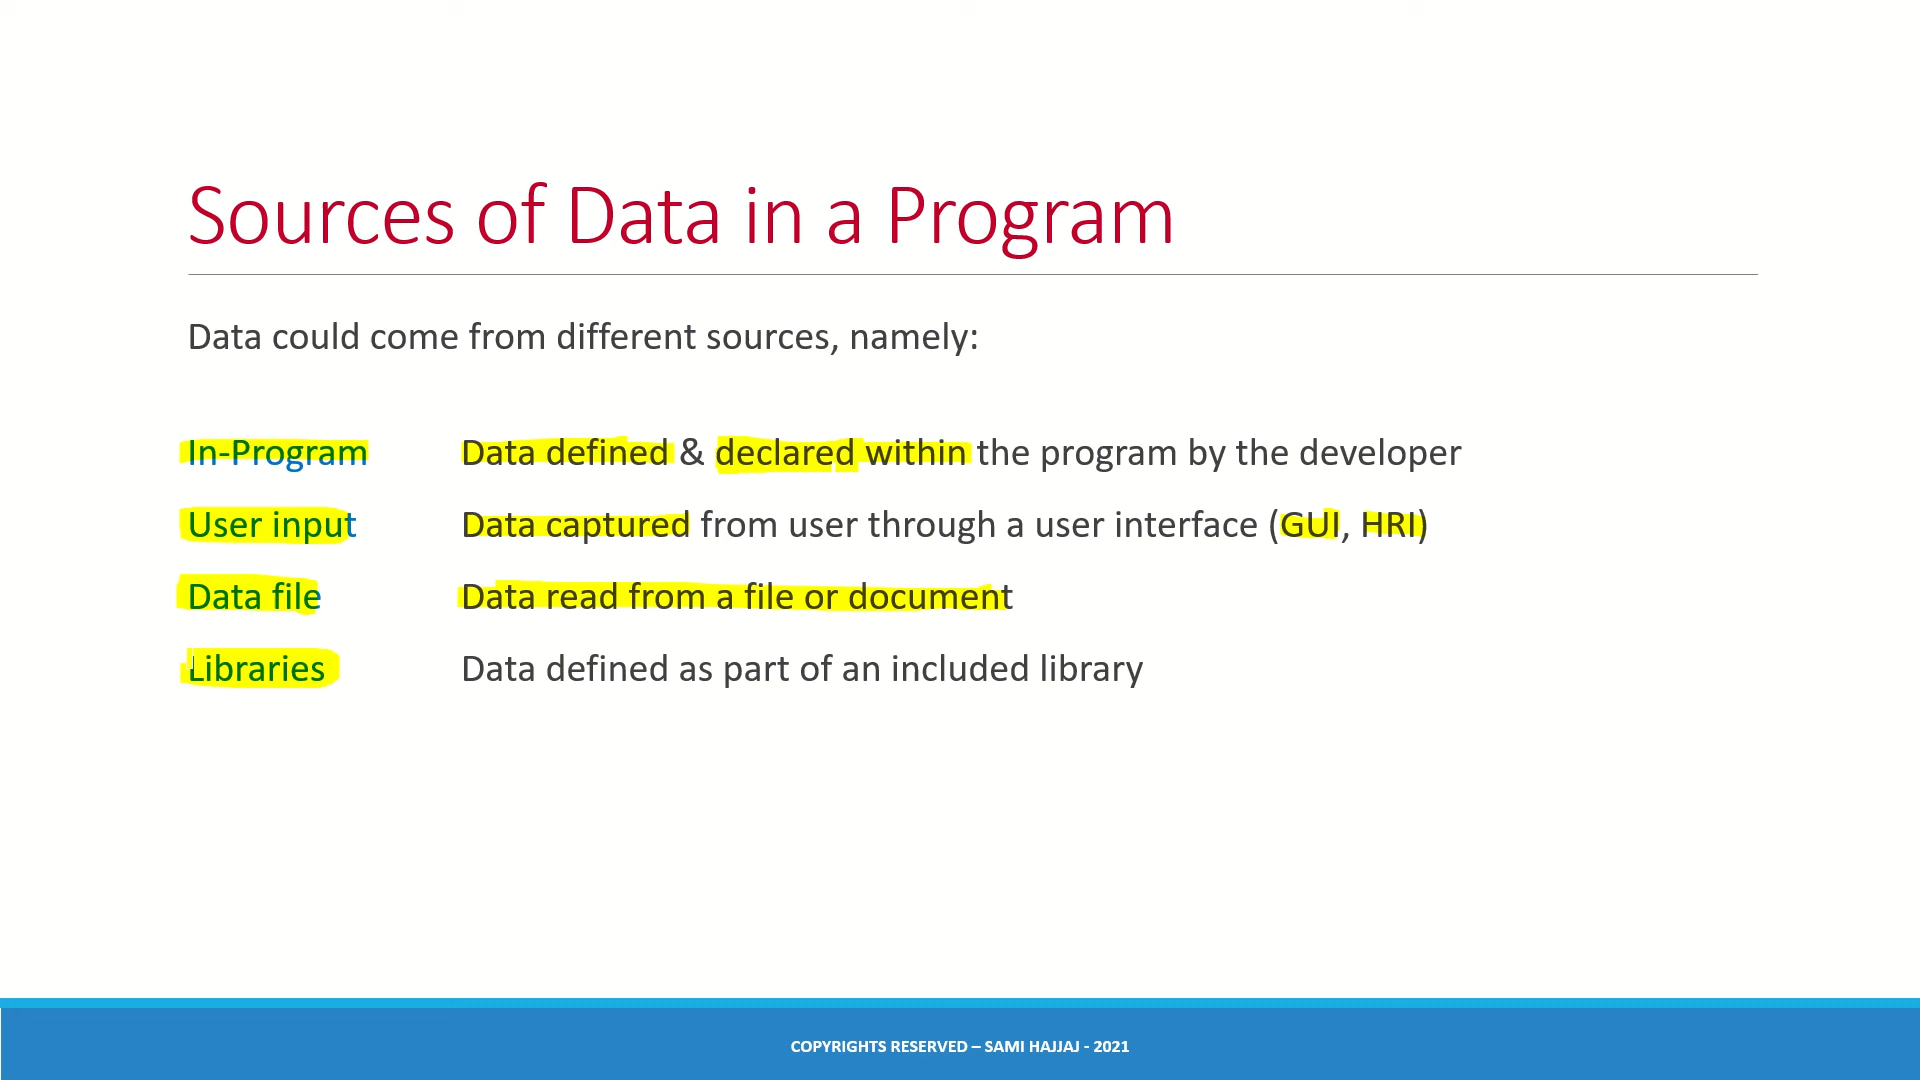 Sources of Data in a Program
Data could come from different sources, namely:
In-Program Data defined & declared within the program by the developer
User input Data captured from user through a user interface (GUI, HRI)
Data file Data read from a file or document
Libraries Data defined as part of an included library
COPYRIGHTS RESERVED – SAMI HAJJAJ - 2021